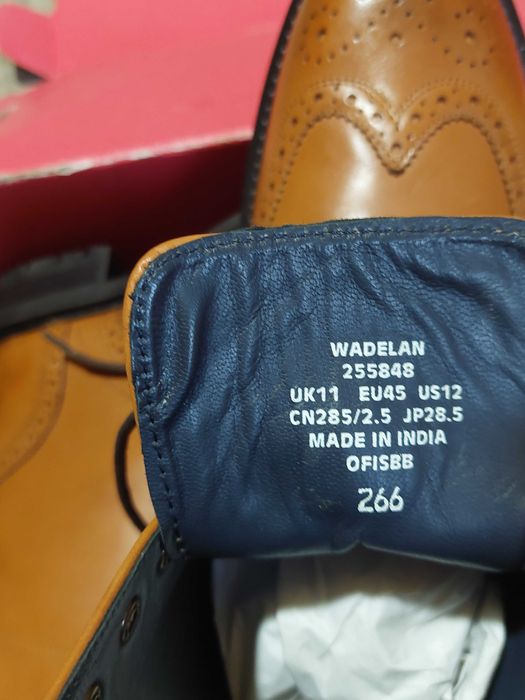 WADELAN
255848
UK11 EU45 US12
CN285/2.5 JP28.5
MADE IN INDIA
OFISBB
266